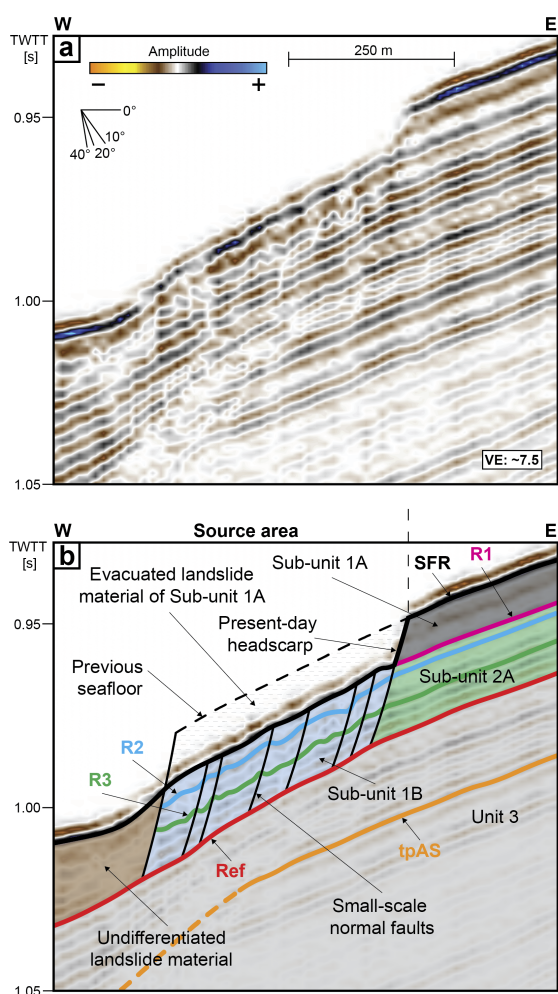 W E
TWTT
[s]
a
Amplitude
− +
250 m
0°
10°
20°
40°
0.95
1.00
VE: ~7.5
1.05
W Source area E
TWTT
[s]
b
Sub-unit 1A
SFR
R1
Evacuated landslide
material of Sub-unit 1A
Present-day
headscarp
0.95
Previous
seafloor
Sub-unit 2A
R2
R3
Sub-unit 1B
1.00
Unit 3
tpAS
Ref
Small-scale
normal faults
Undifferentiated
landslide material
1.05